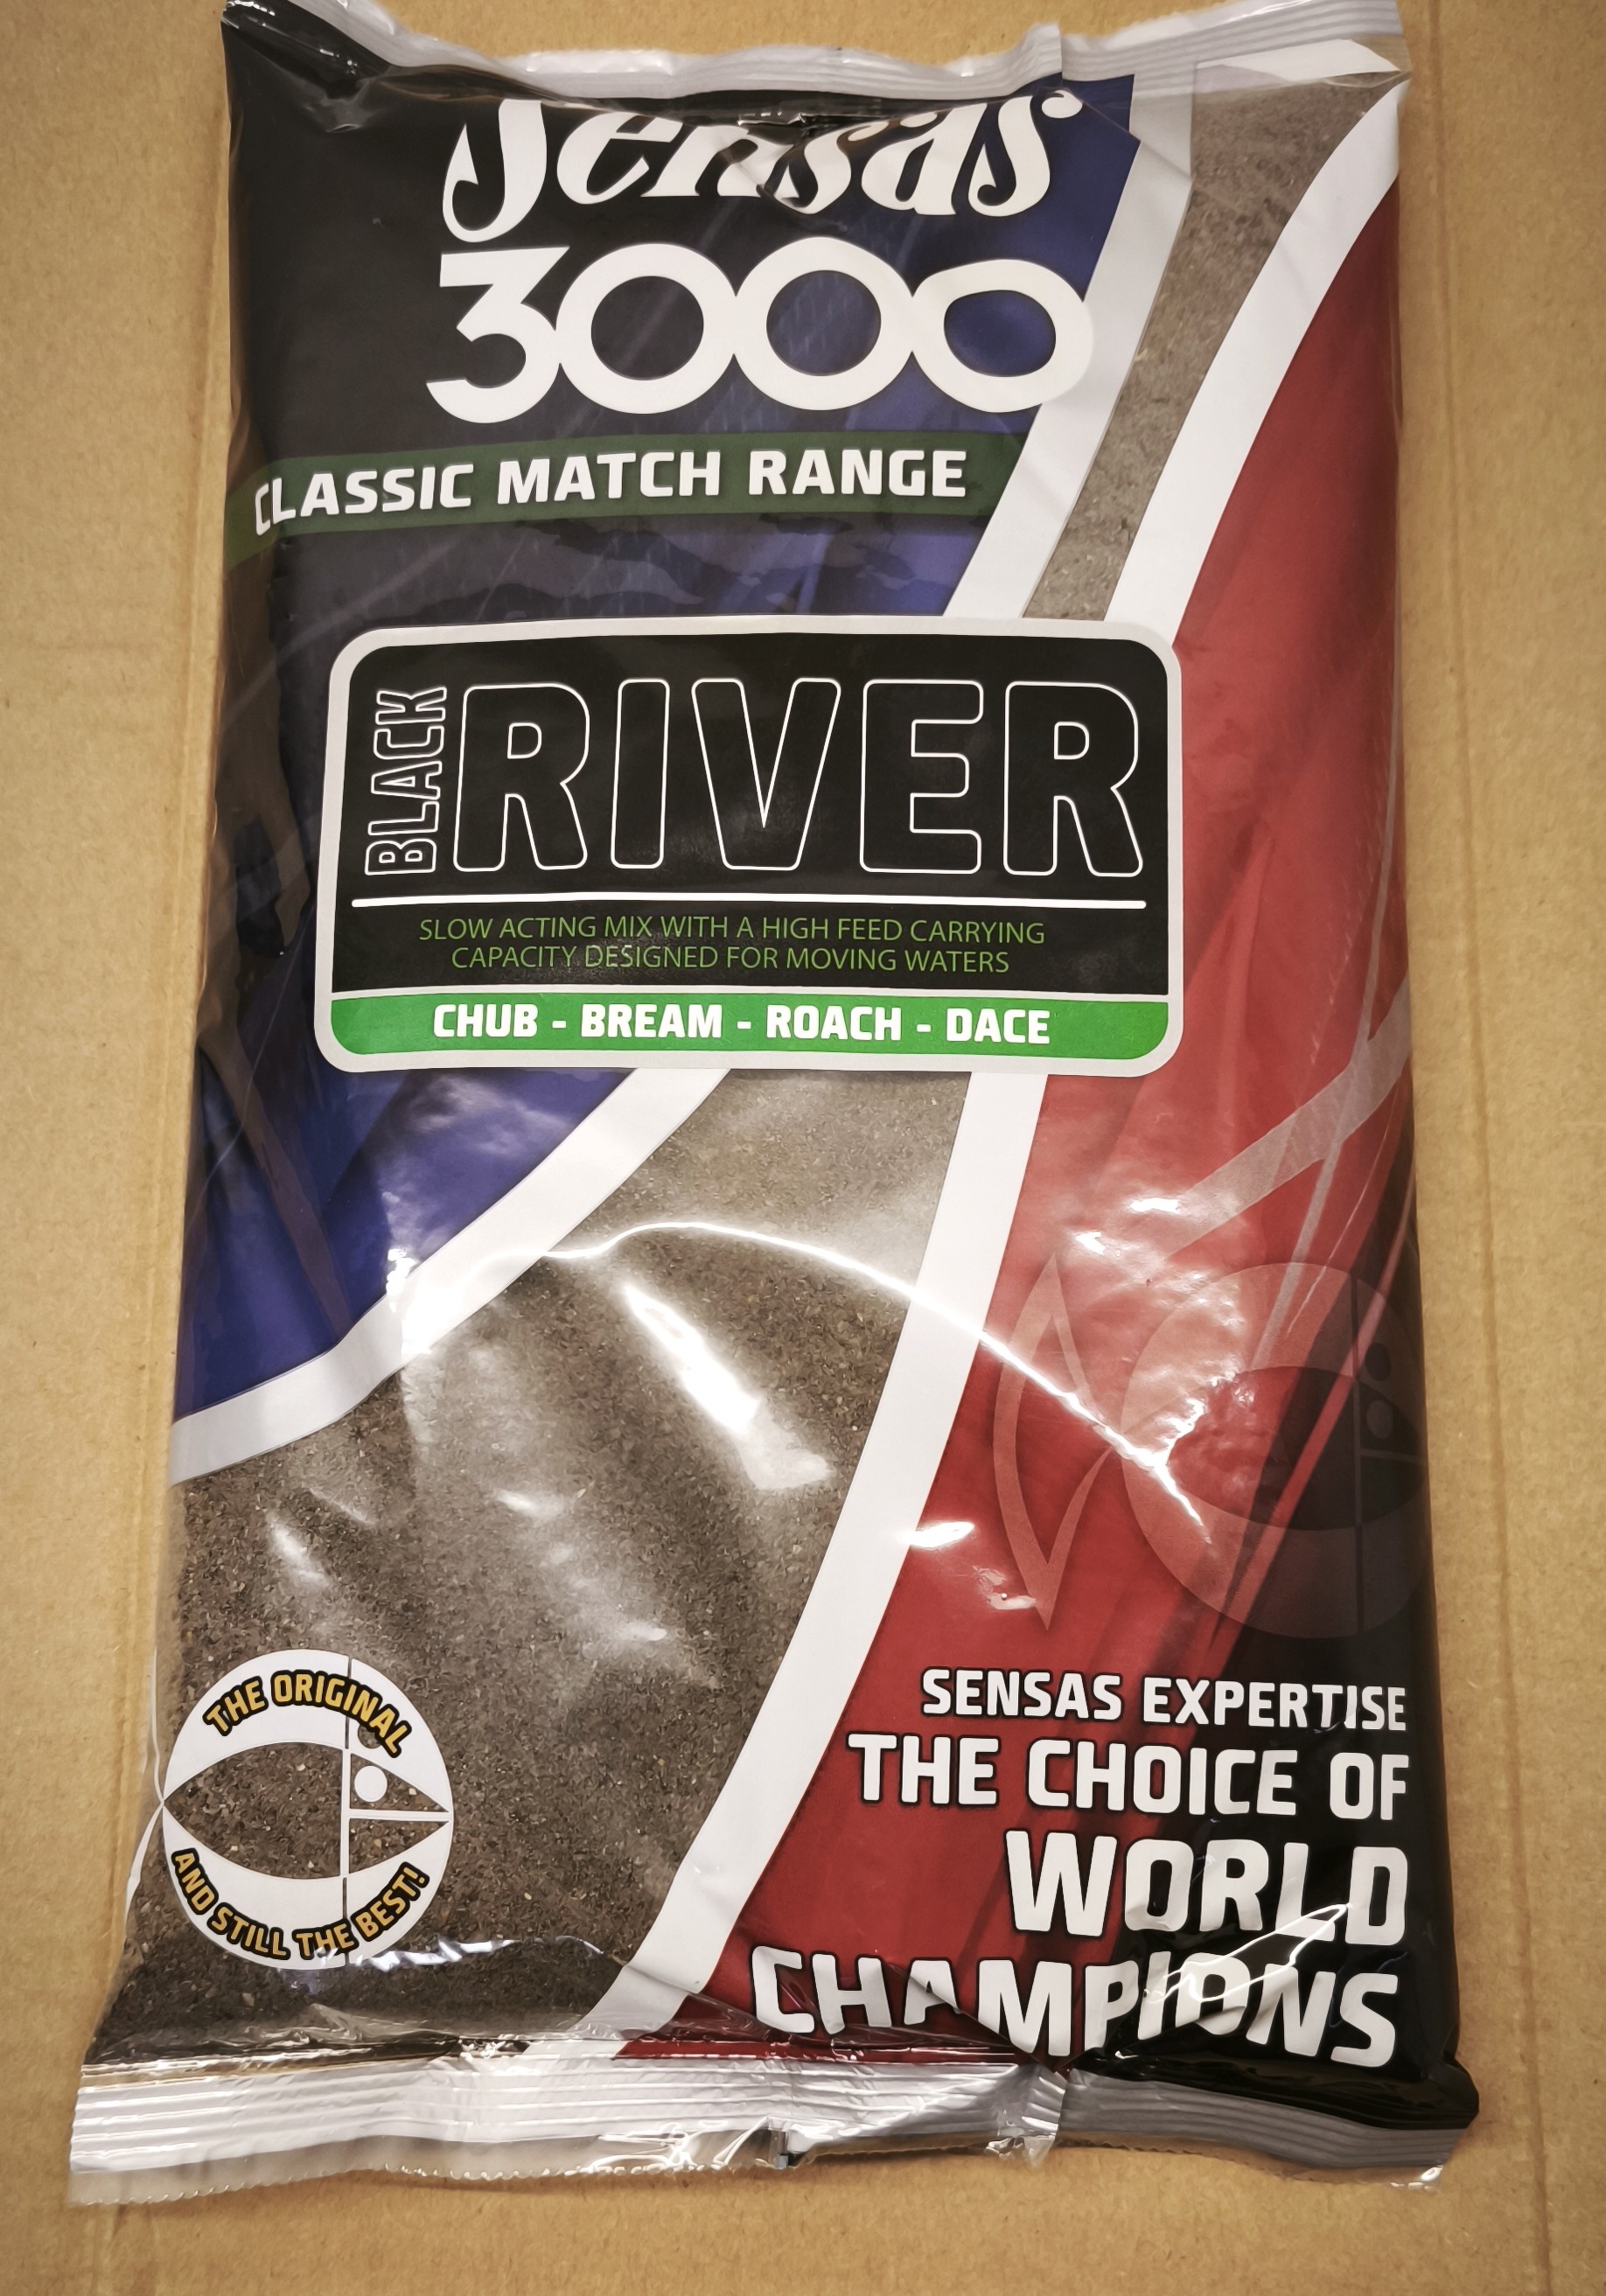 Sensas
3000
CLASSIC MATCH RANGE
BLACK
RIVER
SLOW ACTING MIX WITH A HIGH FEED CARRYING
CAPACITY DESIGNED FOR MOVING WATERS
CHUB - BREAM - ROACH - DACE
THE ORIGINAL
AND STILL THE BEST!
SENSAS EXPERTISE
THE CHOICE OF
WORLD
CHAMPIONS